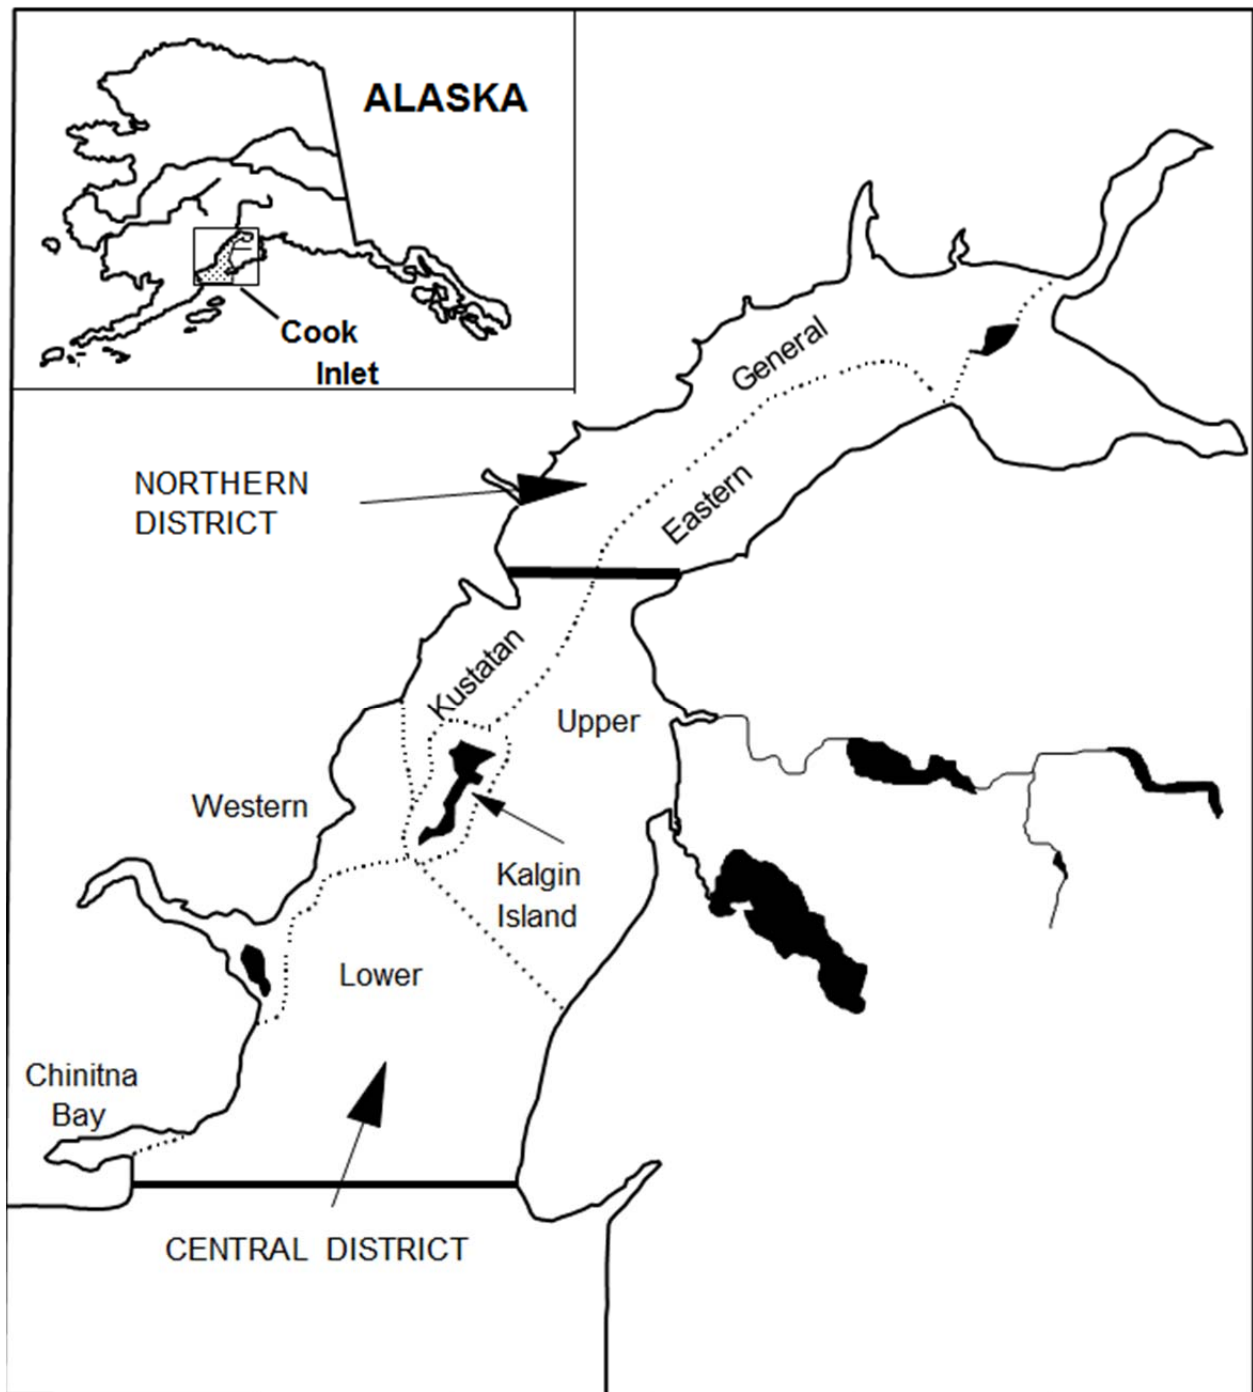 ALASKA
Cook
Inlet
General
NORTHERN
DISTRICT
Eastern
Kustatan
Upper
Western
Kalgin
Island
Lower
Chinitna
Bay
CENTRAL DISTRICT